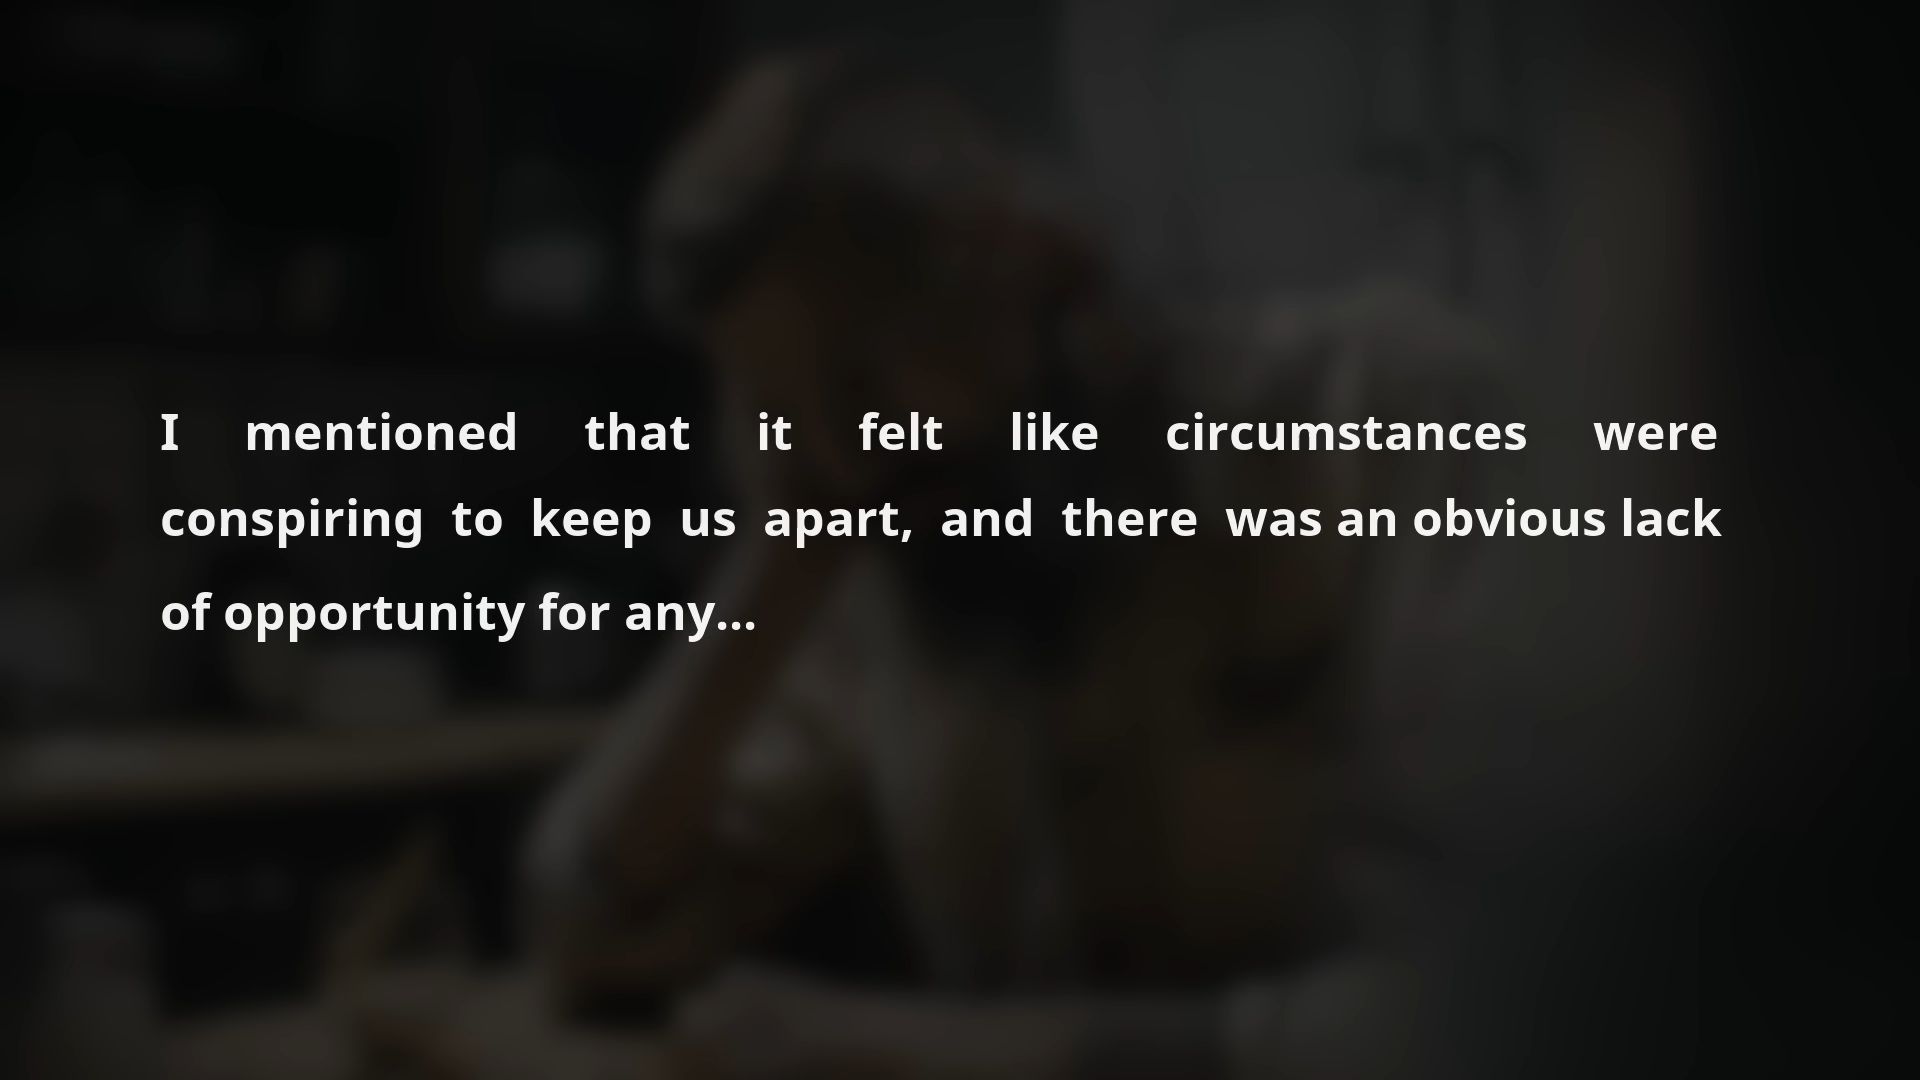 I mentioned that it felt like circumstances were
conspiring to keep us apart, and there was an obvious lack
of opportunity for any...